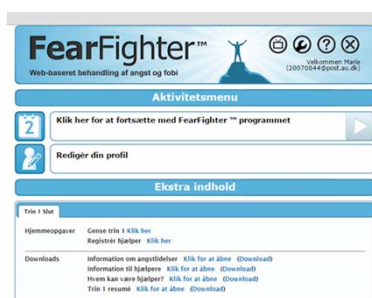 FearFighter™
Web-baseret behandling af angst og fobi
Velkommen Marie
(20070844@post.au.dk)
Aktivitetsmenu
2
Klik her for at fortsætte med FearFighter ™ programmet
Redigér din profil
Ekstra indhold
Trin 1 Slut
Hjemmeopgaver Gense trin 1 Klik her
Registrér hjælper Klik her
Downloads Information om angstlidelser Klik for at åbne (Download)
Information til hjælpere Klik for at åbne (Download)
Hvem kan være hjælper? Klik for at åbne (Download)
Trin 1 resumé Klik for at åbne (Download)